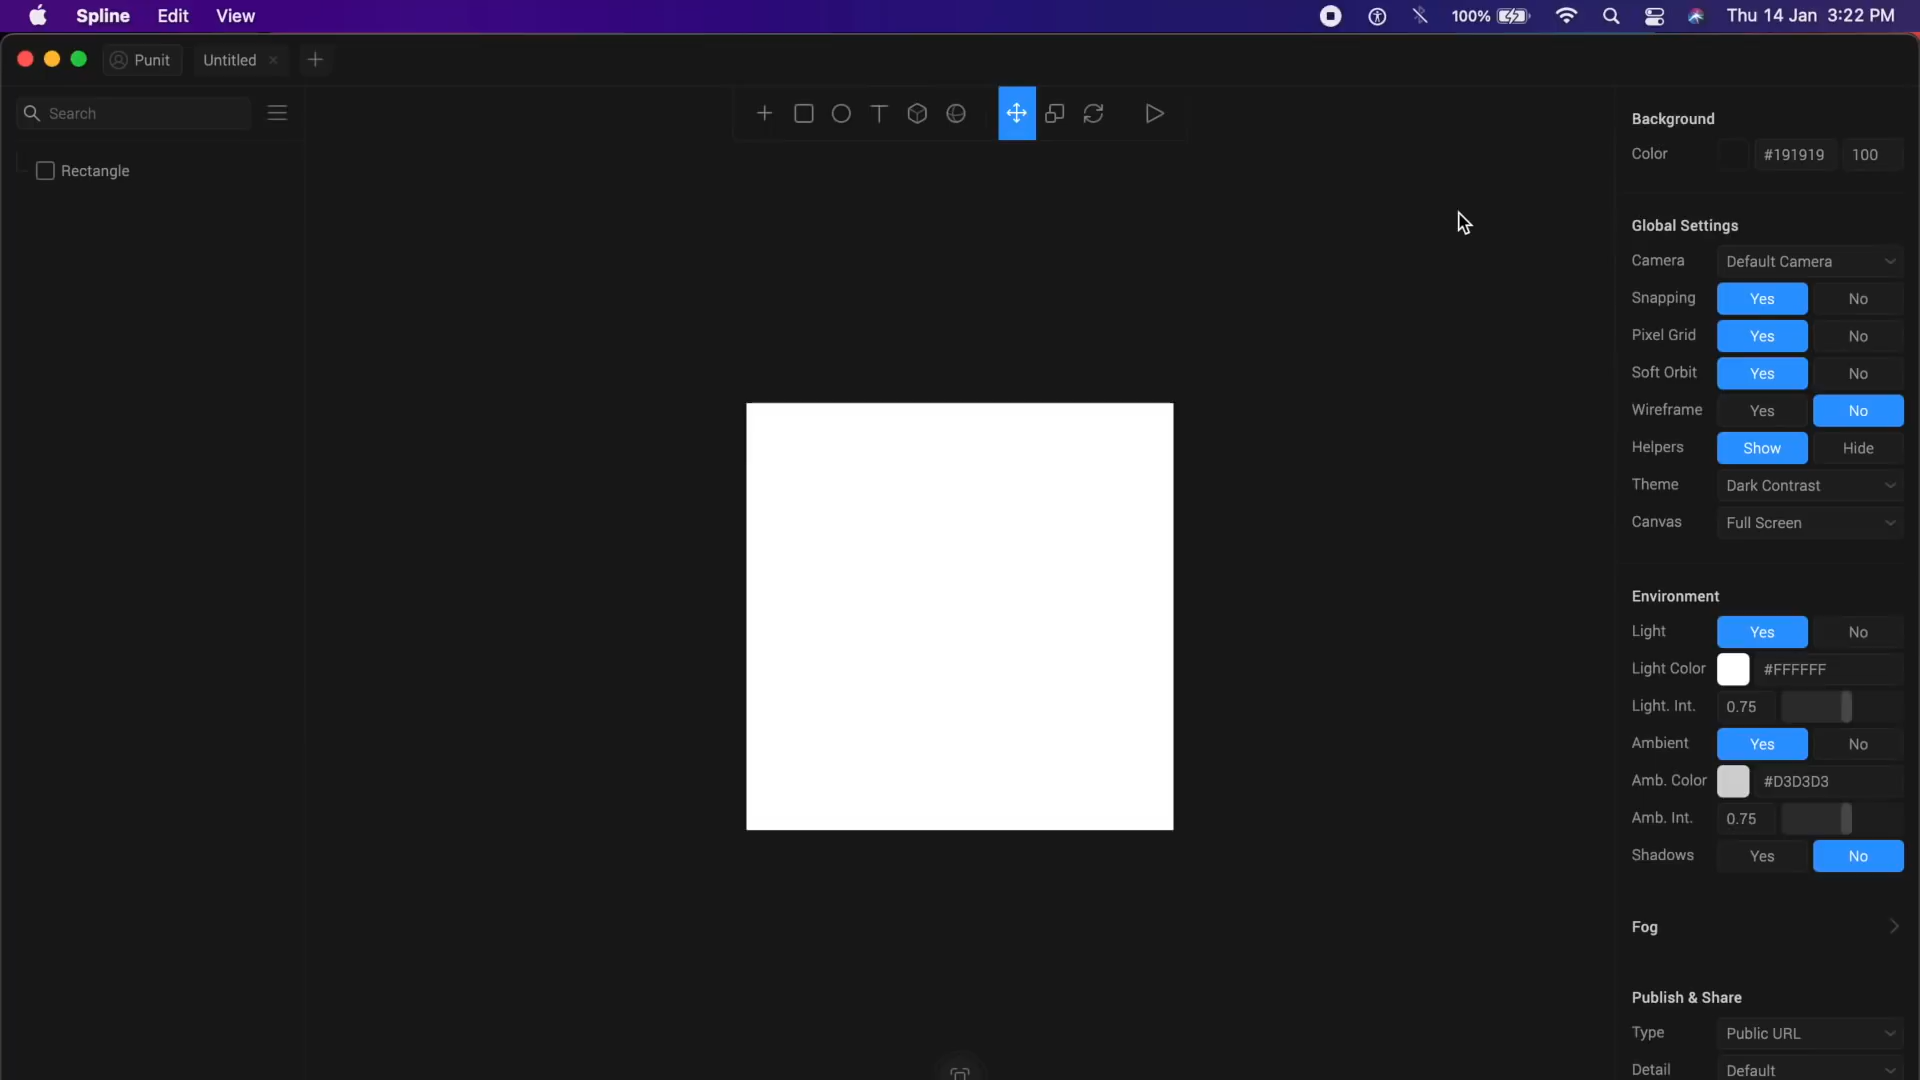 Spline Edit View 100% Thu 14 Jan 3:22 PM
Punit Untitled
Search
Rectangle
Background
Color #191919 100
Global Settings
Camera Default Camera
Snapping Yes No
Pixel Grid Yes No
Soft Orbit Yes No
Wireframe Yes No
Helpers Show Hide
Theme Dark Contrast
Canvas Full Screen
Environment
Light Yes No
Light Color #FFFFFF
Light. Int. 0.75
Ambient Yes No
Amb. Color #D3D3D3
Amb. Int. 0.75
Shadows Yes No
Fog
Publish & Share
Type Public URL
Detail Default